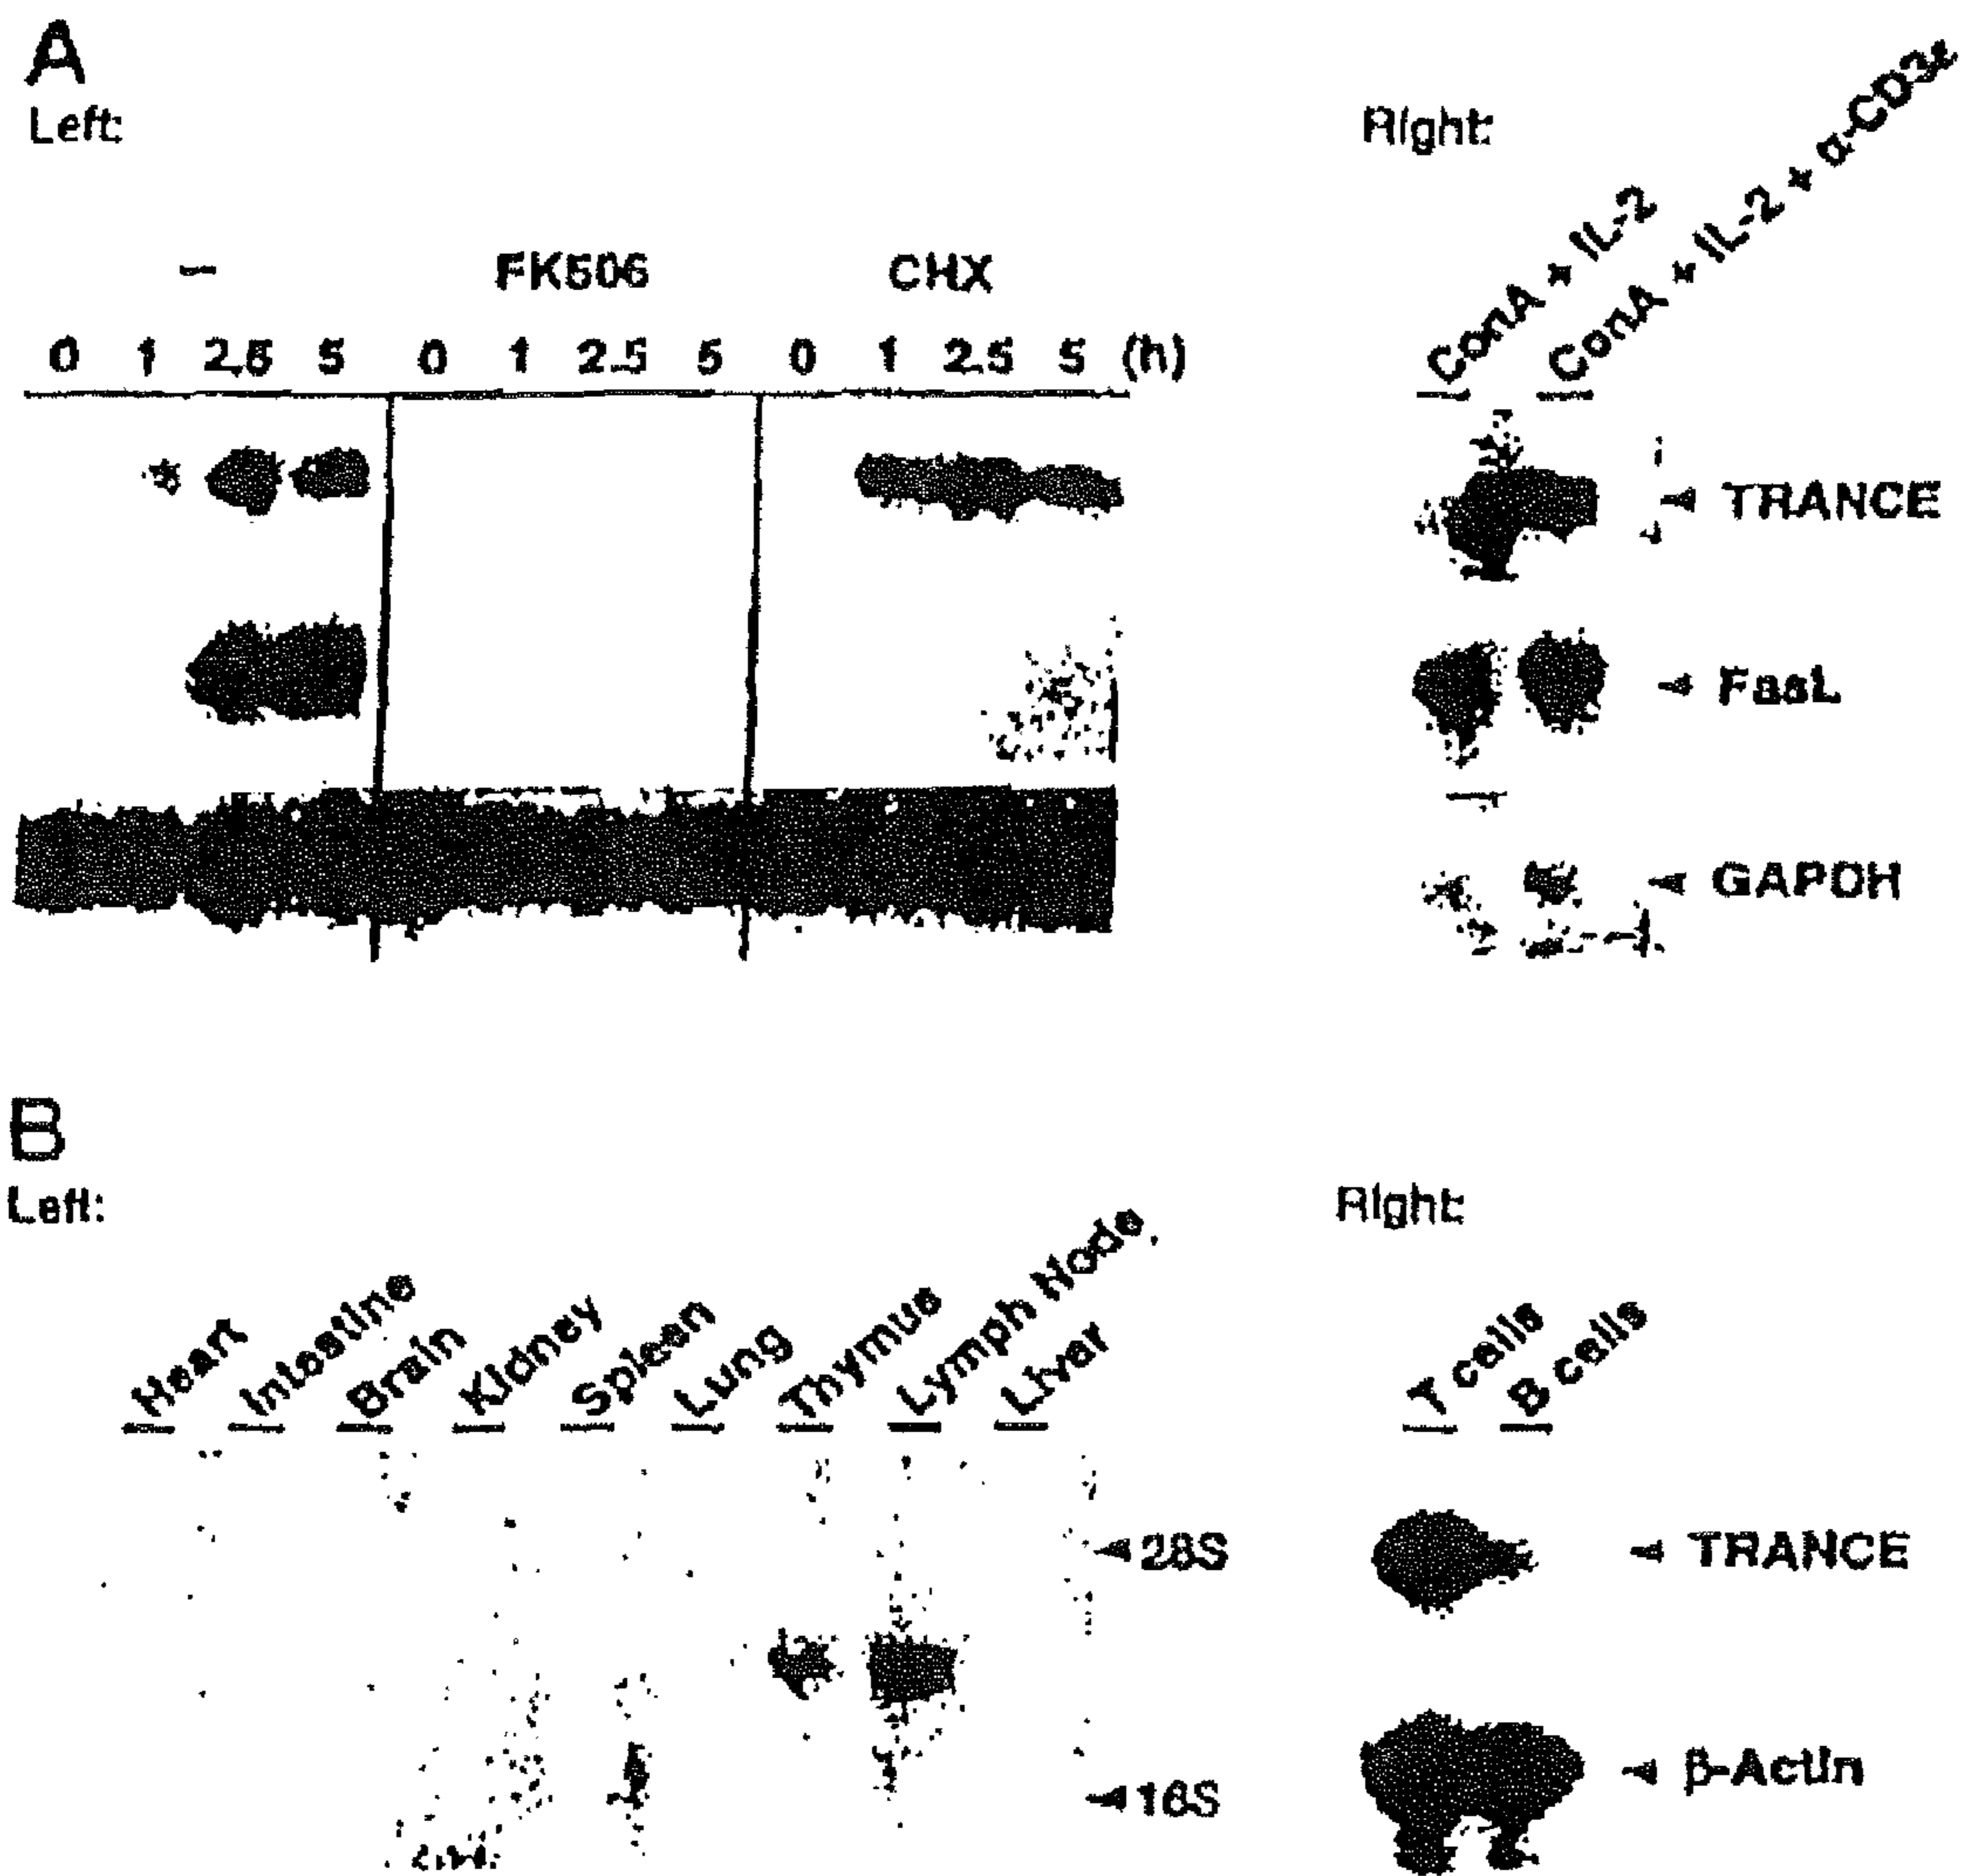 A
Left:
Right:
ConA + IL-2
ConA + IL-2 + α-CD3ε
– FK506 CHX
0 1 2.5 5 0 1 2.5 5 0 1 2.5 5 (h)
TRANCE
FasL
GAPDH
B
Left:
Right:
Heart
Intestine
Brain
Kidney
Spleen
Lung
Thymus
Lymph Node
Liver
T cells
B cells
28S
TRANCE
16S
β-Actin